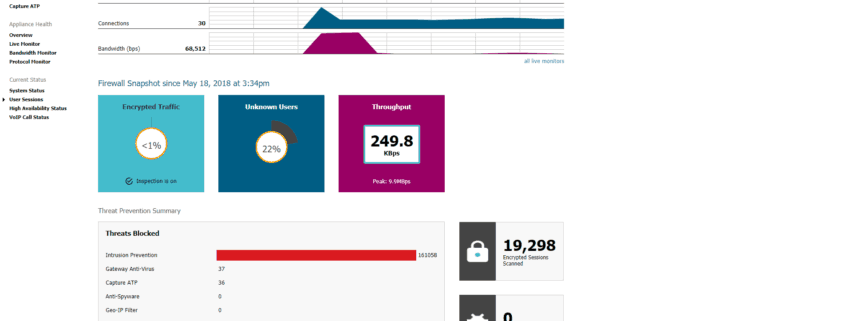 Capture ATP
Appliance Health
Overview
Live Monitor
Bandwidth Monitor
Protocol Monitor
Current Status
System Status
User Sessions
High Availability Status
VoIP Call Status
Connections 30
Bandwidth (bps) 68,512
all live monitors
Firewall Snapshot since May 18, 2018 at 3:34pm
Encrypted Traffic
<1%
Inspection is on
Unknown Users
22%
Throughput
249.8
KBps
Peak: 9.9MBps
Threat Prevention Summary
Threats Blocked
Intrusion Prevention 161058
Gateway Anti-Virus 37
Capture ATP 36
Anti-Spyware 0
Geo-IP Filter 0
19,298
Encrypted Sessions
Scanned
0